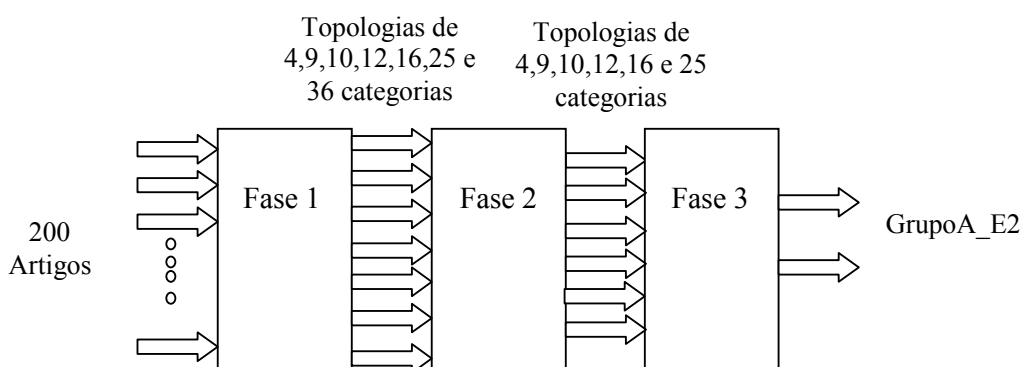 Topologias de
4,9,10,12,16,25 e
36 categorias
Topologias de
4,9,10,12,16 e 25
categorias
200
Artigos
Fase 1
Fase 2
Fase 3
GrupoA_E2